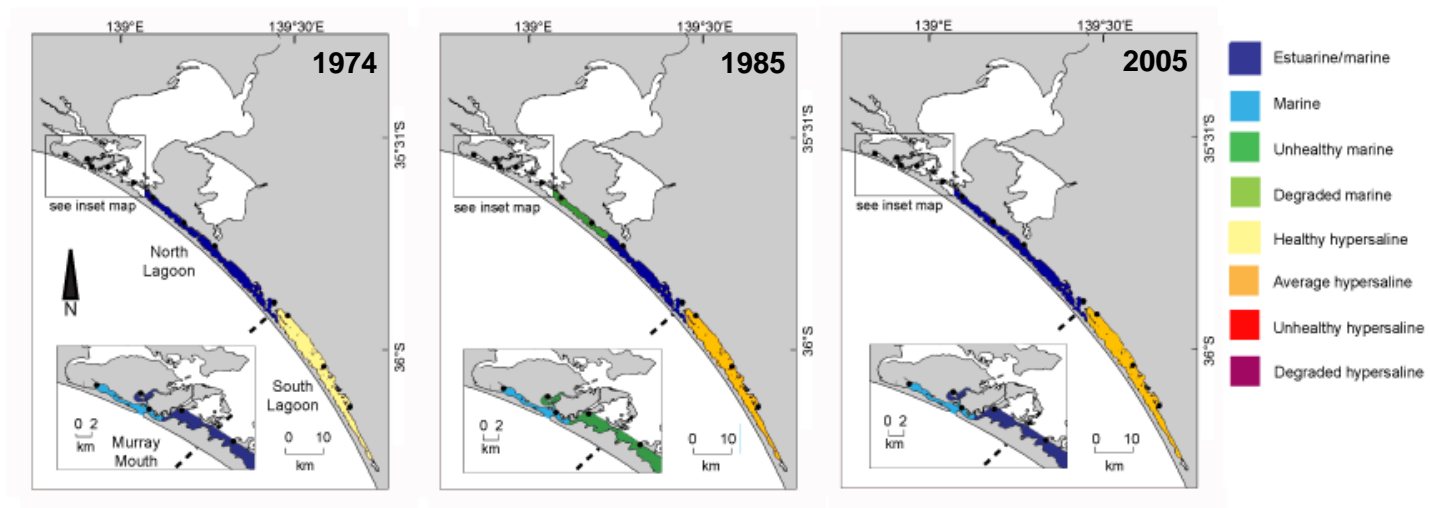 139°E 139°30'E
1974
35°31'S
see inset map
North
Lagoon
N
36°S
South
Lagoon
0 2
km
Murray
Mouth
0 10
km
139°E 139°30'E
1985
35°31'S
see inset map
36°S
0 2
km
0 10
km
139°E 139°30'E
2005
35°31'S
see inset map
36°S
0 2
km
0 10
km
Estuarine/marine
Marine
Unhealthy marine
Degraded marine
Healthy hypersaline
Average hypersaline
Unhealthy hypersaline
Degraded hypersaline